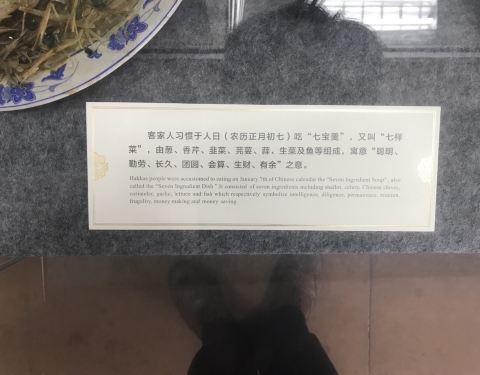 客家人习惯于人日（农历正月初七）吃“七宝羹”，又叫“七样
菜”，由葱、香芹、韭菜、芫荽、蒜、生菜及鱼等组成，寓意“聪明、
勤劳、长久、团圆、会算、生财、有余”之意。
Hakkas people were accustomed to eating on January 7th of Chinese calendar the "Seven Ingredient Soup", also
called the "Seven Ingredient Dish". It consisted of seven ingredients including shallot, celery, Chinese chives,
coriander, garlic, lettuce and fish which respectively symbolize intelligence, diligence, permanence, reunion,
frugality, money making and money saving.